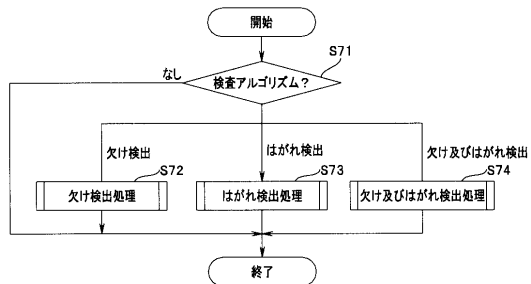 開始
S71
なし
検査アルゴリズム?
欠け検出
はがれ検出
欠け及びはがれ検出
S72
S73
S74
欠け検出処理
はがれ検出処理
欠け及びはがれ検出処理
終了